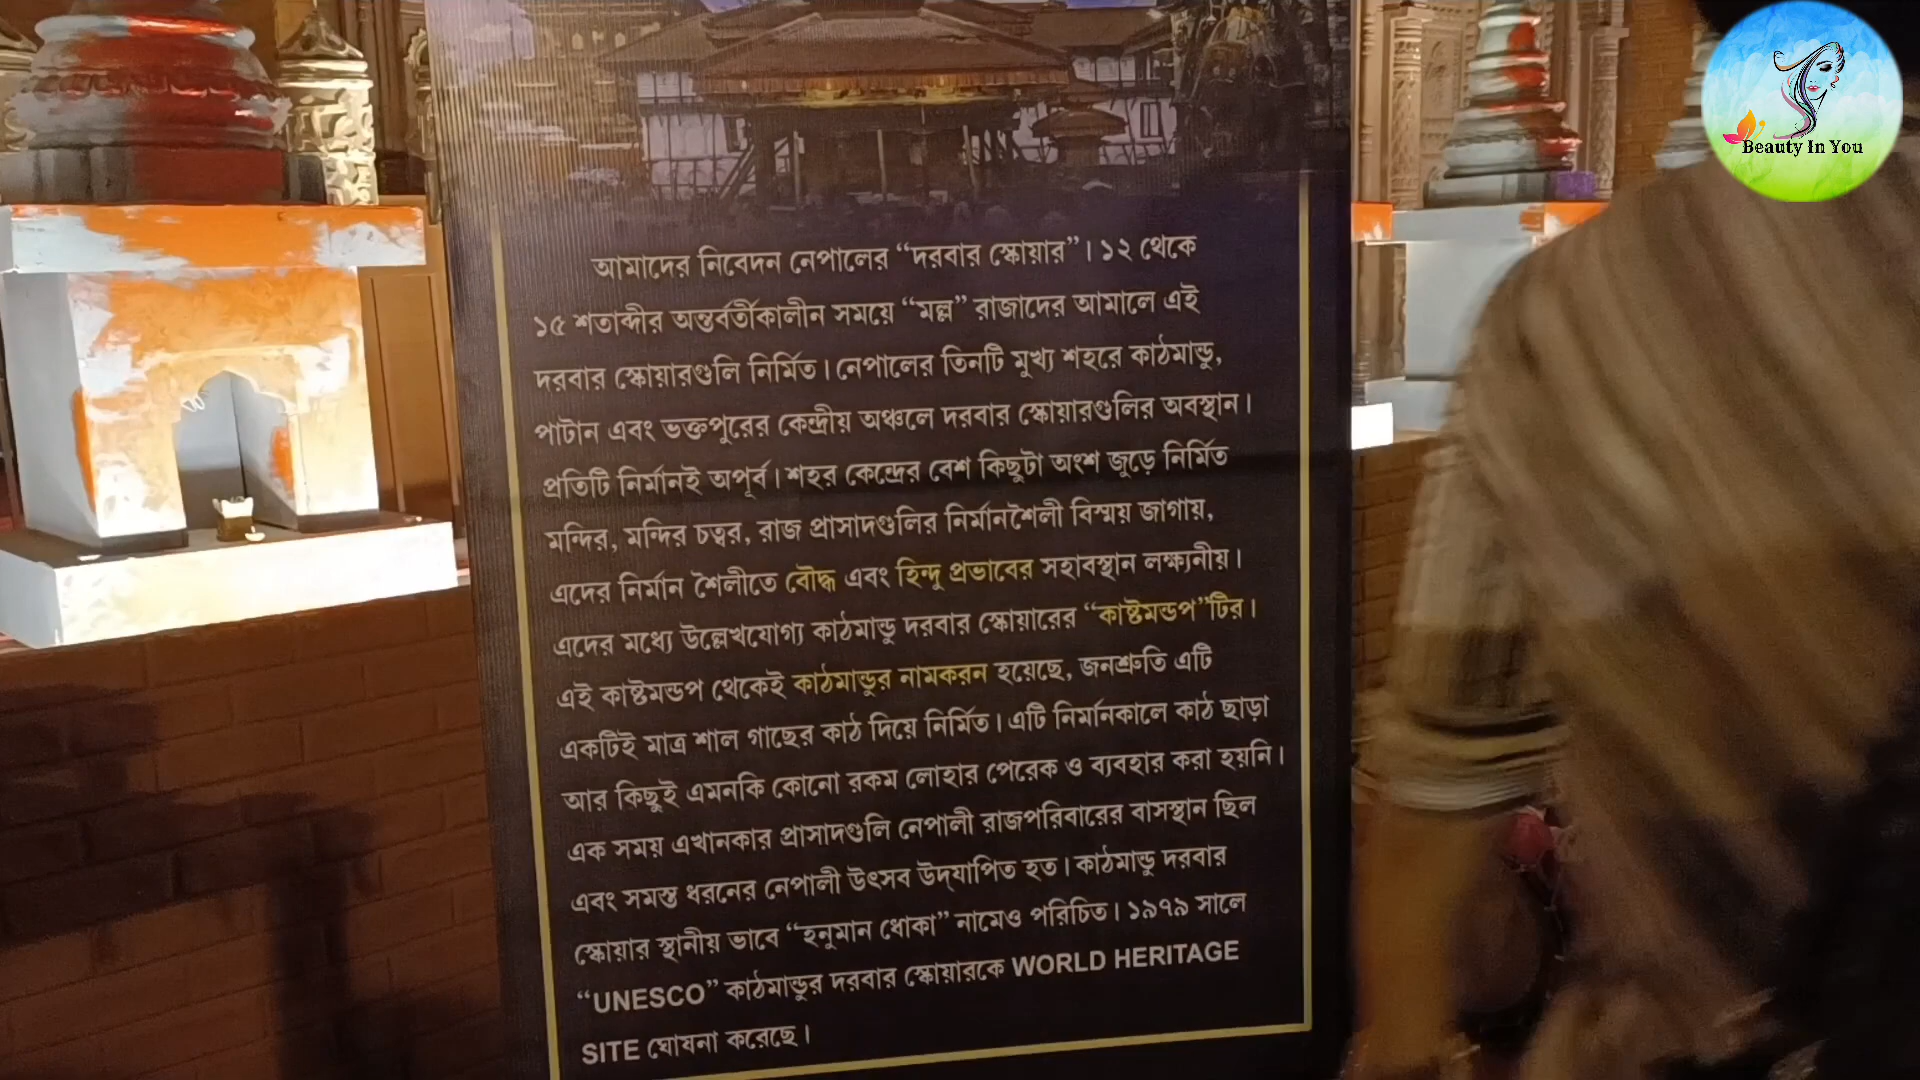 আমাদের নিবেদন নেপালের “দরবার স্কোয়ার”। ১২ থেকে
১৫ শতাব্দীর অন্তর্বর্তীকালীন সময়ে “মল্ল” রাজাদের আমালে এই
দরবার স্কোয়ারগুলি নির্মিত। নেপালের তিনটি মুখ্য শহরে কাঠমান্ডু,
পাটান এবং ভক্তপুরের কেন্দ্রীয় অঞ্চলে দরবার স্কোয়ারগুলির অবস্থান।
প্রতিটি নির্মানই অপূর্ব। শহর কেন্দ্রের বেশ কিছুটা অংশ জুড়ে নির্মিত
মন্দির, মন্দির চত্বর, রাজ প্রাসাদগুলির নির্মানশৈলী বিস্ময় জাগায়,
এদের নির্মান শৈলীতে বৌদ্ধ এবং হিন্দু প্রভাবের সহাবস্থান লক্ষ্যনীয়।
এদের মধ্যে উল্লেখযোগ্য কাঠমান্ডু দরবার স্কোয়ারের “কাষ্টমন্ডপ”টির।
এই কাষ্টমন্ডপ থেকেই কাঠমান্ডুর নামকরন হয়েছে, জনশ্রুতি এটি
একটিই মাত্র শাল গাছের কাঠ দিয়ে নির্মিত। এটি নির্মানকালে কাঠ ছাড়া
আর কিছুই এমনকি কোনো রকম লোহার পেরেক ও ব্যবহার করা হয়নি।
এক সময় এখানকার প্রাসাদগুলি নেপালী রাজপরিবারের বাসস্থান ছিল
এবং সমস্ত ধরনের নেপালী উৎসব উদ্‌যাপিত হত। কাঠমান্ডু দরবার
স্কোয়ার স্থানীয় ভাবে “হনুমান ধোকা” নামেও পরিচিত। ১৯৭৯ সালে
“UNESCO” কাঠমান্ডুর দরবার স্কোয়ারকে WORLD HERITAGE
SITE ঘোষনা করেছে।
Beauty In You